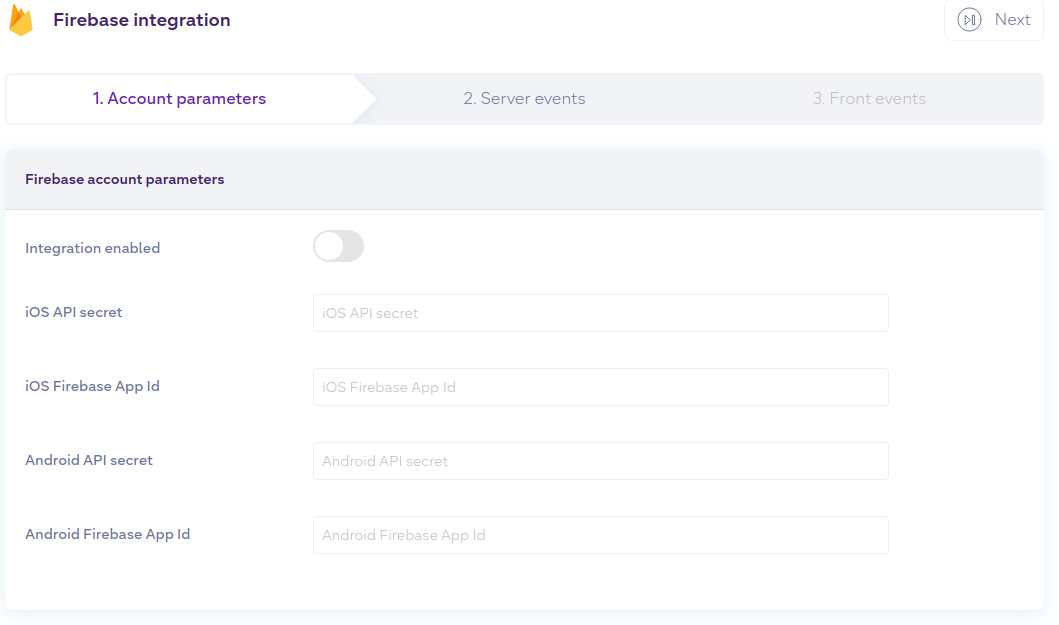 Firebase integration
Next
1. Account parameters
2. Server events
3. Front events
Firebase account parameters
Integration enabled
iOS API secret
iOS API secret
iOS Firebase App Id
iOS Firebase App Id
Android API secret
Android API secret
Android Firebase App Id
Android Firebase App Id